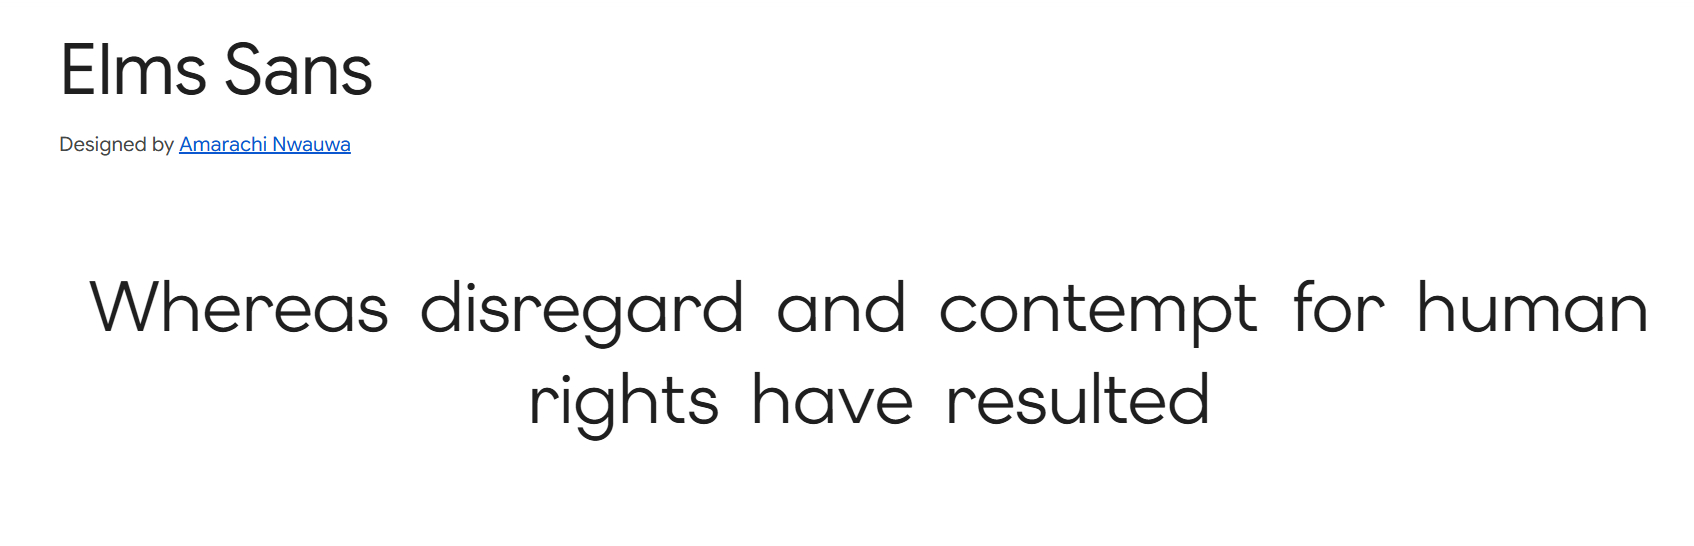 Elms Sans
Designed by Amarachi Nwauwa
Whereas disregard and contempt for human
rights have resulted